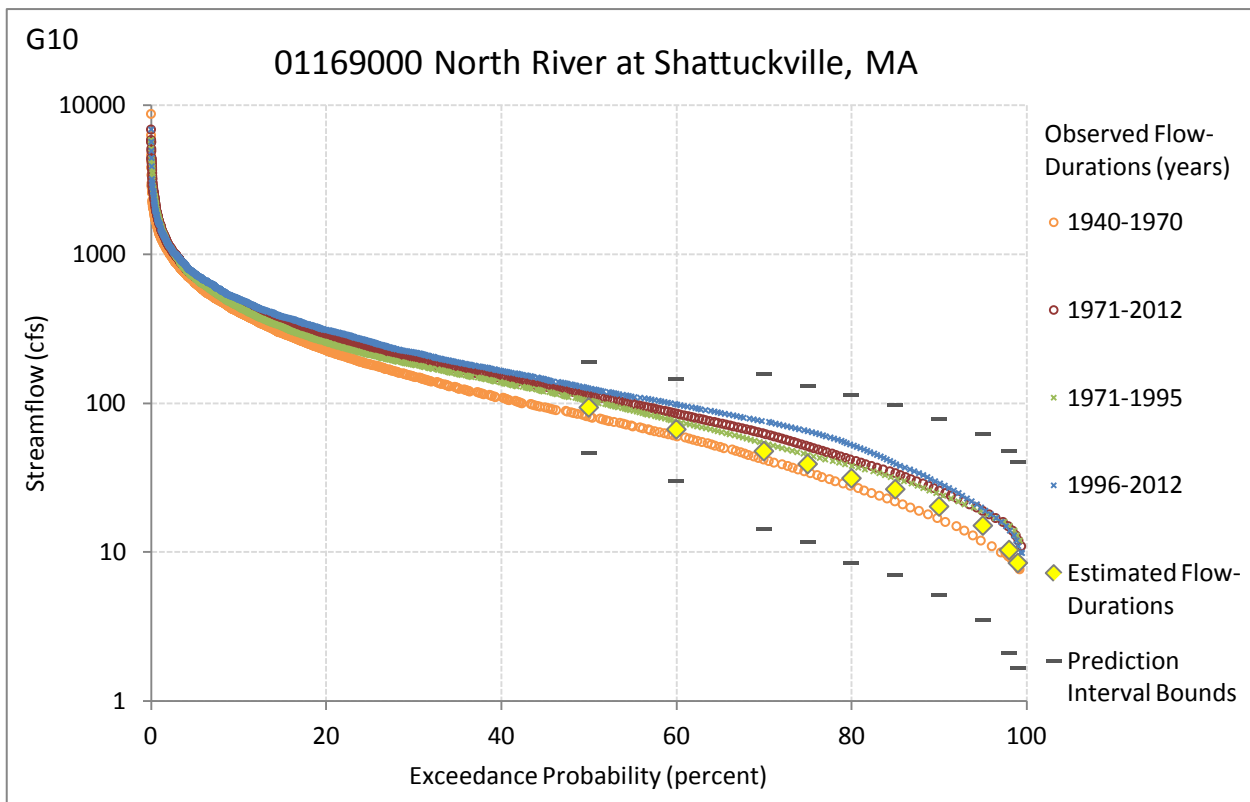 G10
01169000 North River at Shattuckville, MA
10000
1000
100
10
1
Streamflow (cfs)
0
20
40
60
80
100
Exceedance Probability (percent)
Observed Flow-
Durations (years)
1940-1970
1971-2012
1971-1995
1996-2012
Estimated Flow-
Durations
Prediction
Interval Bounds